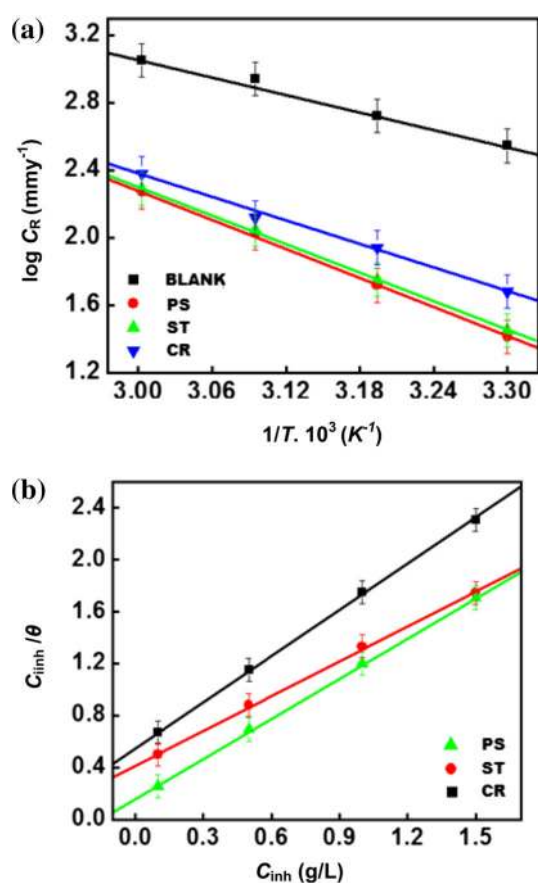 (a)
3.2
2.8
2.4
2.0
1.6
1.2
log CR (mmy-1)
BLANK
PS
ST
CR
3.00 3.06 3.12 3.18 3.24 3.30
1/T. 10³ (K⁻¹)
(b)
2.4
2.0
1.6
1.2
0.8
0.4
0.0
Ciinh /θ
PS
ST
CR
0.0 0.3 0.6 0.9 1.2 1.5
Cinh (g/L)